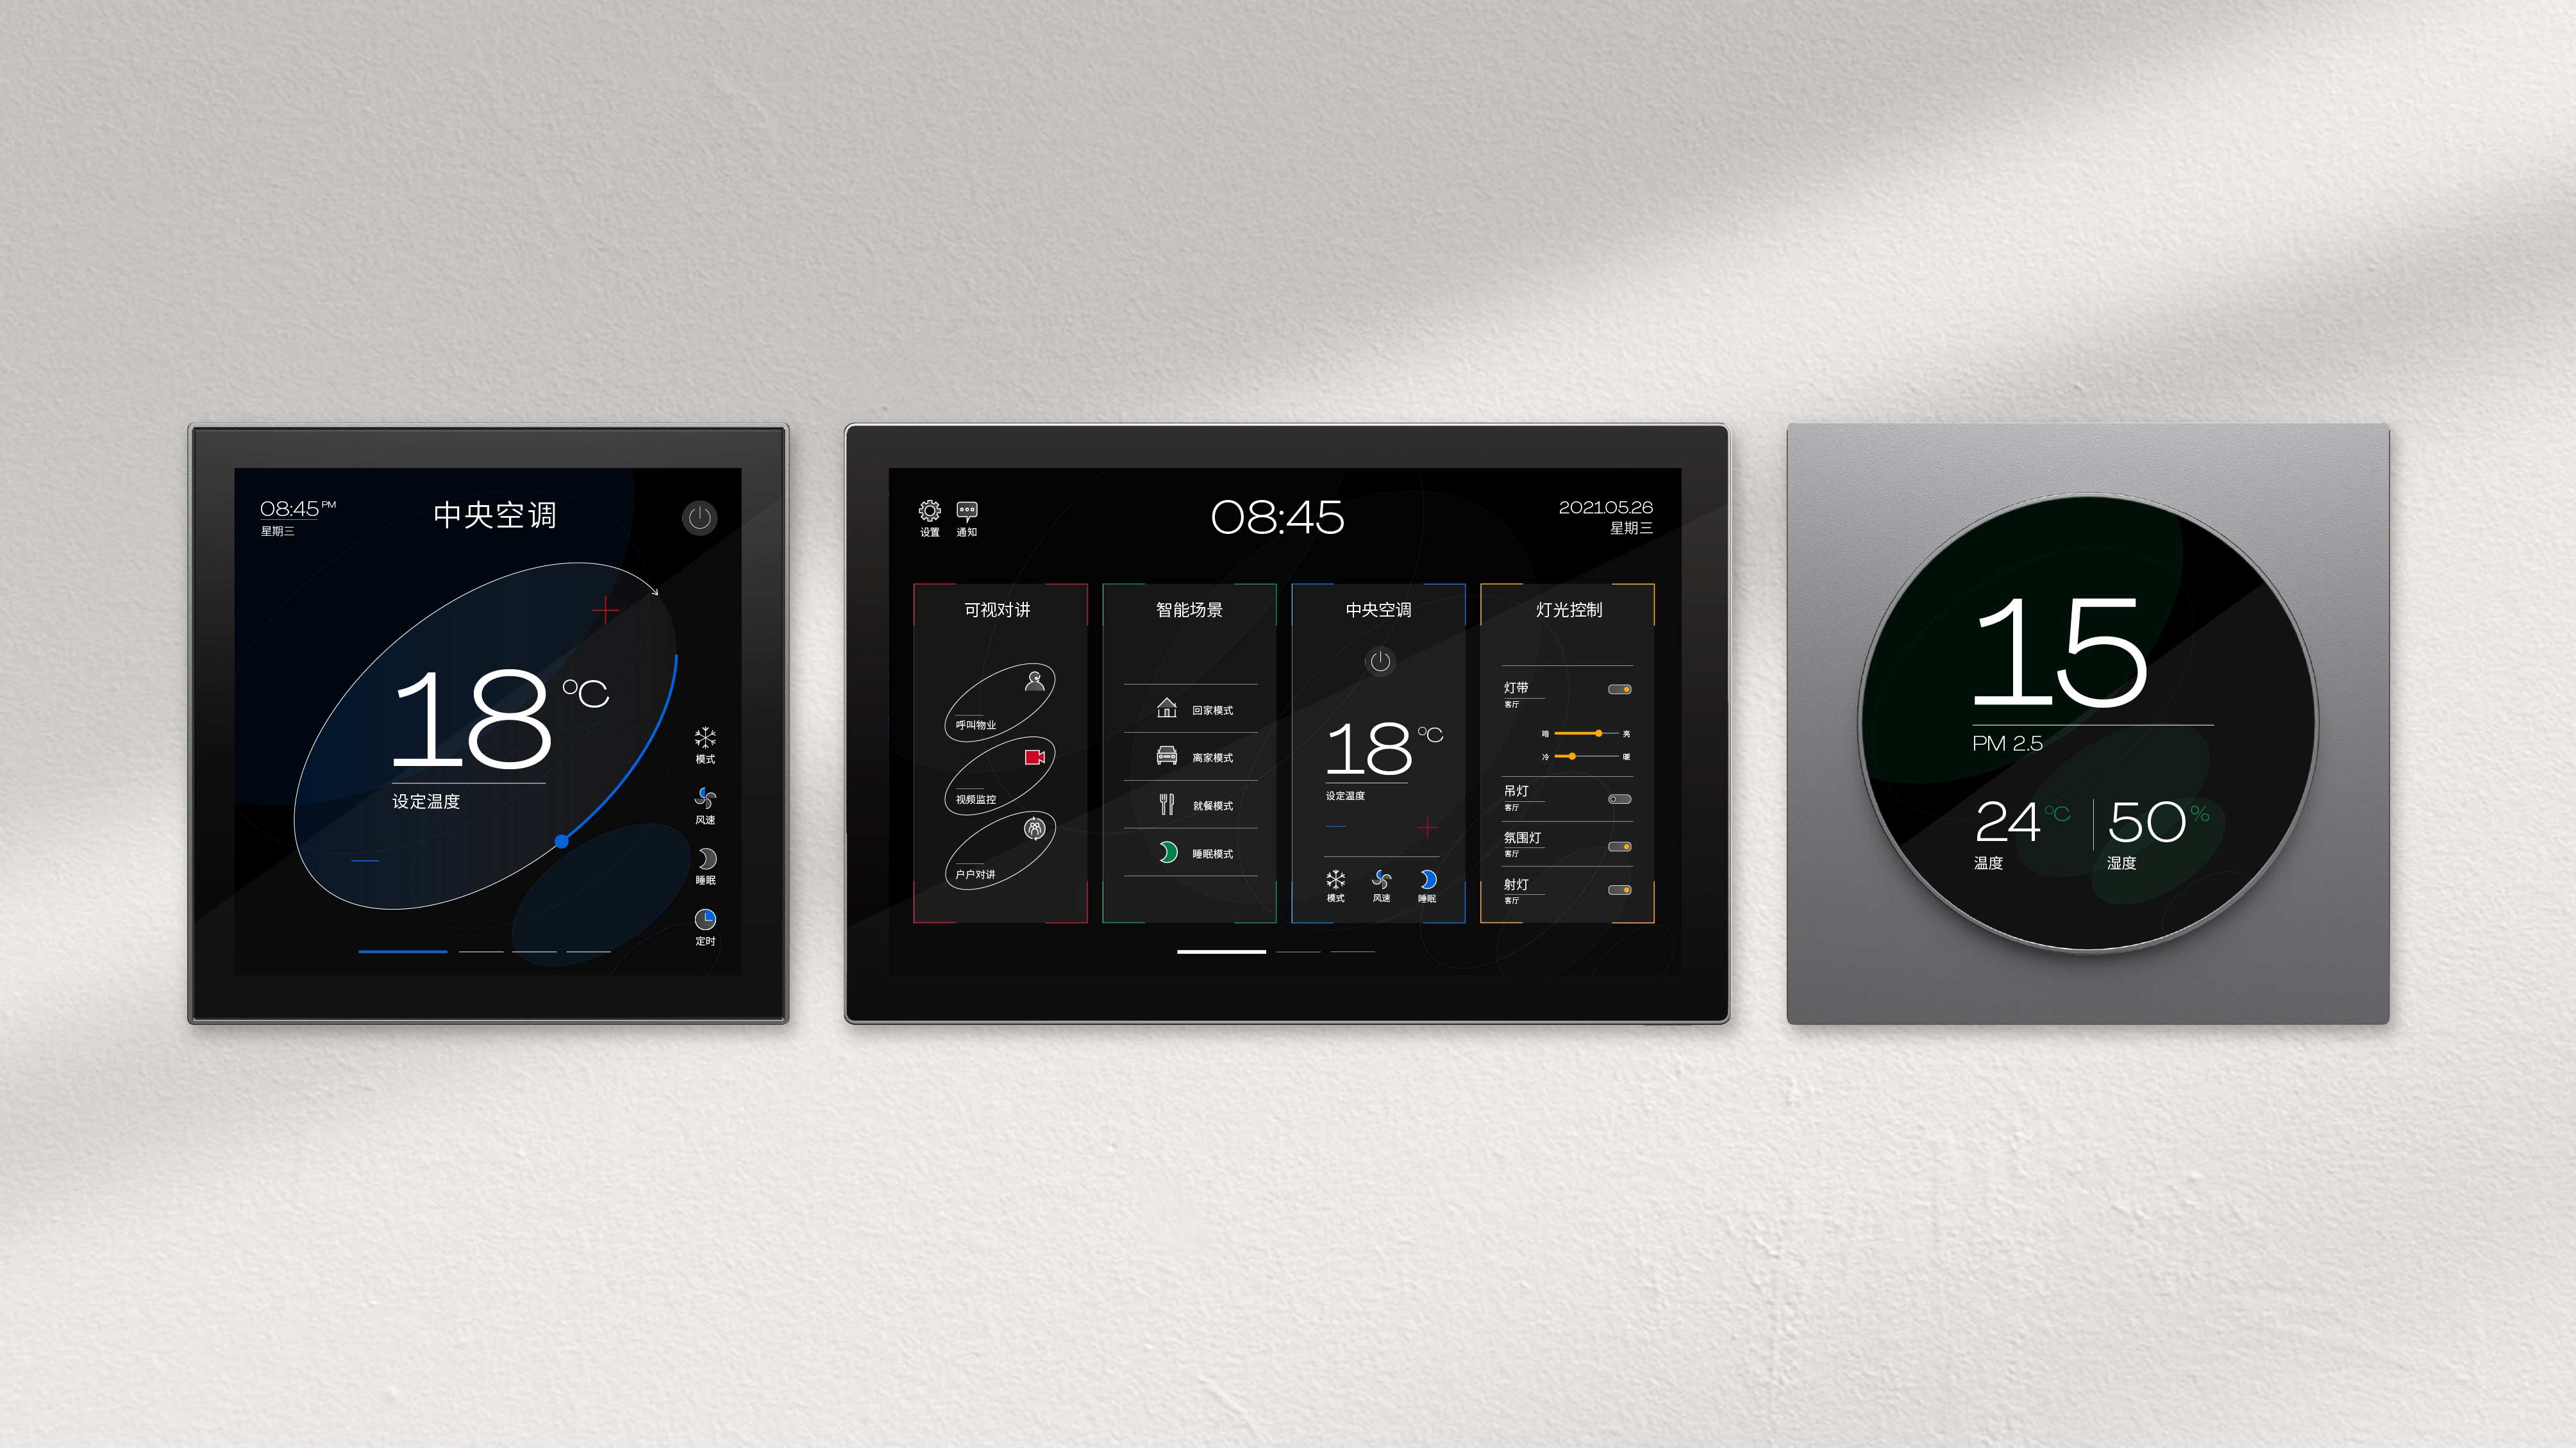 08:45 PM
星期三
中央空调
18 °C
设定温度
模式
风速
睡眠
定时
设置
通知
08:45
2021.05.26
星期三
可视对讲
呼叫物业
视频监控
户户对讲
智能场景
回家模式
离家模式
就餐模式
睡眠模式
中央空调
18 °C
设定温度
模式
风速
睡眠
灯光控制
灯带
客厅
暗 亮
冷 暖
吊灯
客厅
氛围灯
客厅
射灯
客厅
15
PM 2.5
24 °C
温度
50 %
湿度